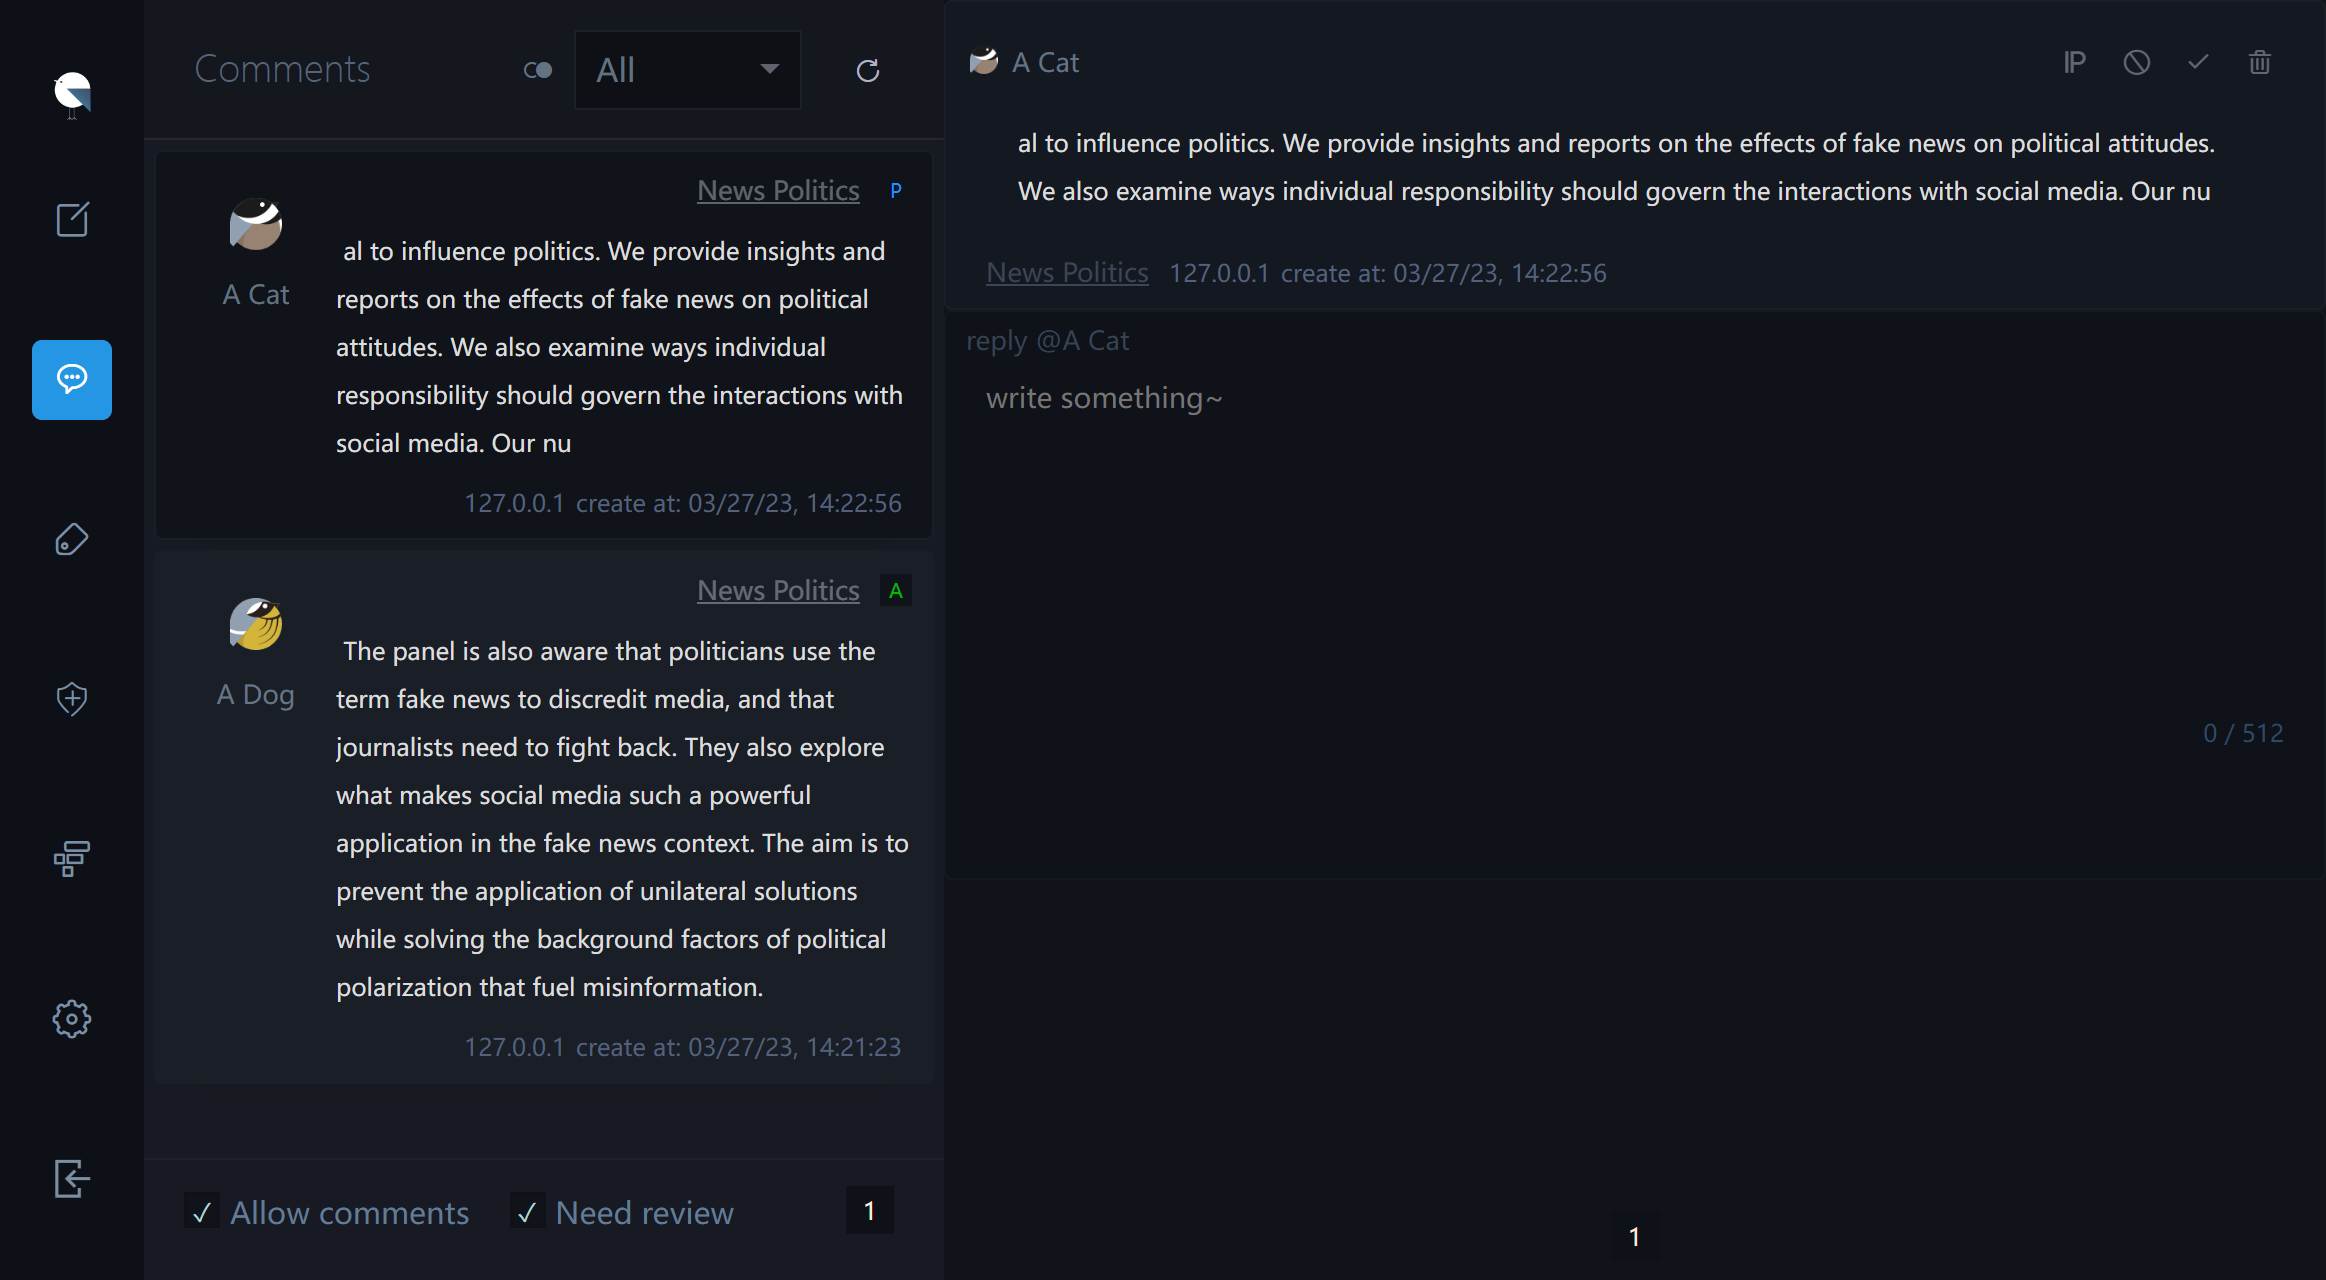 Comments
All
News Politics P
A Cat
al to influence politics. We provide insights and
reports on the effects of fake news on political
attitudes. We also examine ways individual
responsibility should govern the interactions with
social media. Our nu
127.0.0.1 create at: 03/27/23, 14:22:56
News Politics A
A Dog
The panel is also aware that politicians use the
term fake news to discredit media, and that
journalists need to fight back. They also explore
what makes social media such a powerful
application in the fake news context. The aim is to
prevent the application of unilateral solutions
while solving the background factors of political
polarization that fuel misinformation.
127.0.0.1 create at: 03/27/23, 14:21:23
Allow comments Need review 1
A Cat
IP
al to influence politics. We provide insights and reports on the effects of fake news on political attitudes.
We also examine ways individual responsibility should govern the interactions with social media. Our nu
News Politics 127.0.0.1 create at: 03/27/23, 14:22:56
reply @A Cat
write something~
0 / 512
1